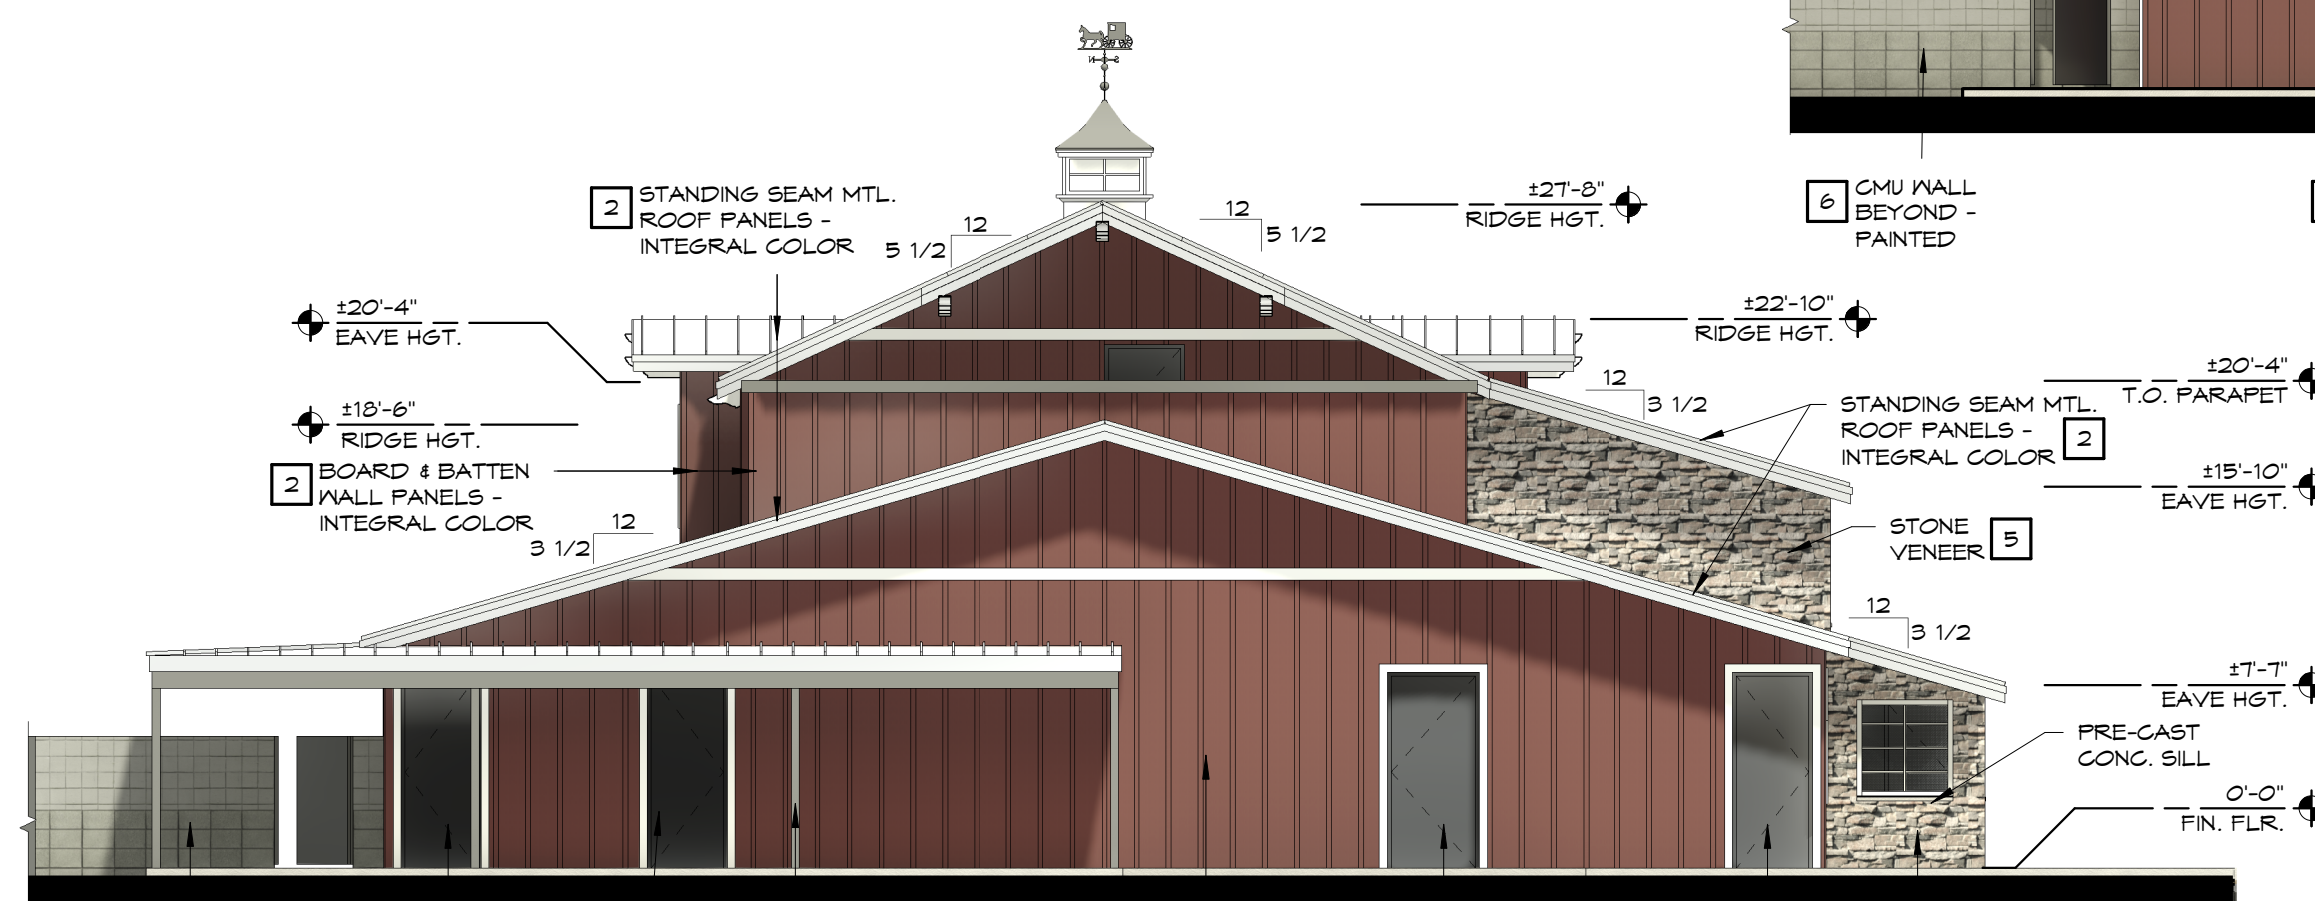 N S
2
STANDING SEAM MTL.
ROOF PANELS -
INTEGRAL COLOR
12
5 1/2
12
5 1/2
±27'-8"
RIDGE HGT.
6
CMU WALL
BEYOND -
PAINTED
±20'-4"
EAVE HGT.
±22'-10"
RIDGE HGT.
±18'-6"
RIDGE HGT.
2
BOARD & BATTEN
WALL PANELS -
INTEGRAL COLOR
12
3 1/2
12
3 1/2
±20'-4"
T.O. PARAPET
STANDING SEAM MTL.
ROOF PANELS -
INTEGRAL COLOR
2
±15'-10"
EAVE HGT.
STONE
VENEER
5
12
3 1/2
±7'-7"
EAVE HGT.
PRE-CAST
CONC. SILL
0'-0"
FIN. FLR.